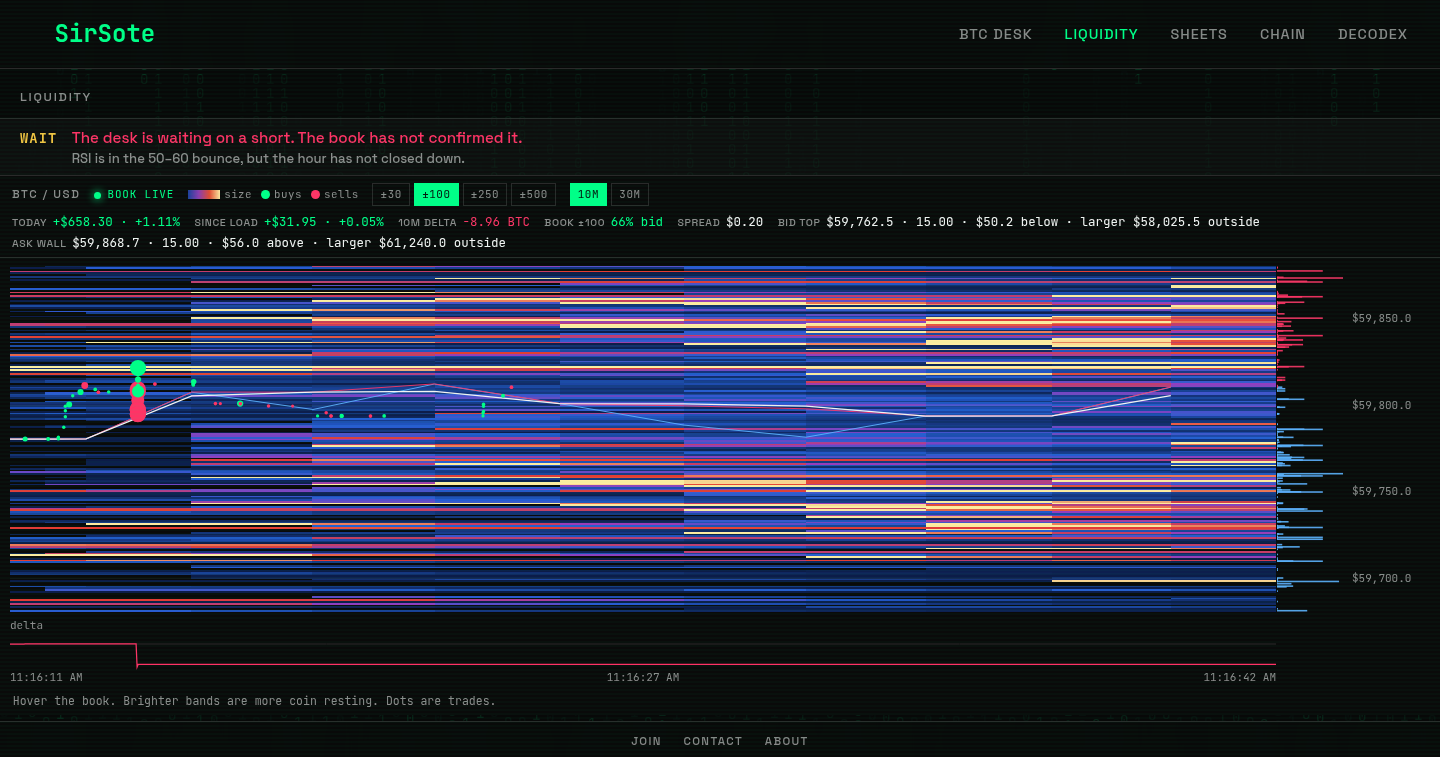 SirSote
BTC DESK LIQUIDITY SHEETS CHAIN DECODEX
LIQUIDITY
WAIT The desk is waiting on a short. The book has not confirmed it.
RSI is in the 50–60 bounce, but the hour has not closed down.
BTC / USD BOOK LIVE size buys sells ±30 ±100 ±250 ±500 10M 30M
TODAY +$658.30 · +1.11% SINCE LOAD +$31.95 · +0.05% 10M DELTA -8.96 BTC BOOK ±100 66% bid SPREAD $0.20 BID TOP $59,762.5 · 15.00 · $50.2 below · larger $58,025.5 outside
ASK WALL $59,868.7 · 15.00 · $56.0 above · larger $61,240.0 outside
$59,850.0
$59,800.0
$59,750.0
$59,700.0
delta
11:16:11 AM 11:16:27 AM 11:16:42 AM
Hover the book. Brighter bands are more coin resting. Dots are trades.
JOIN CONTACT ABOUT